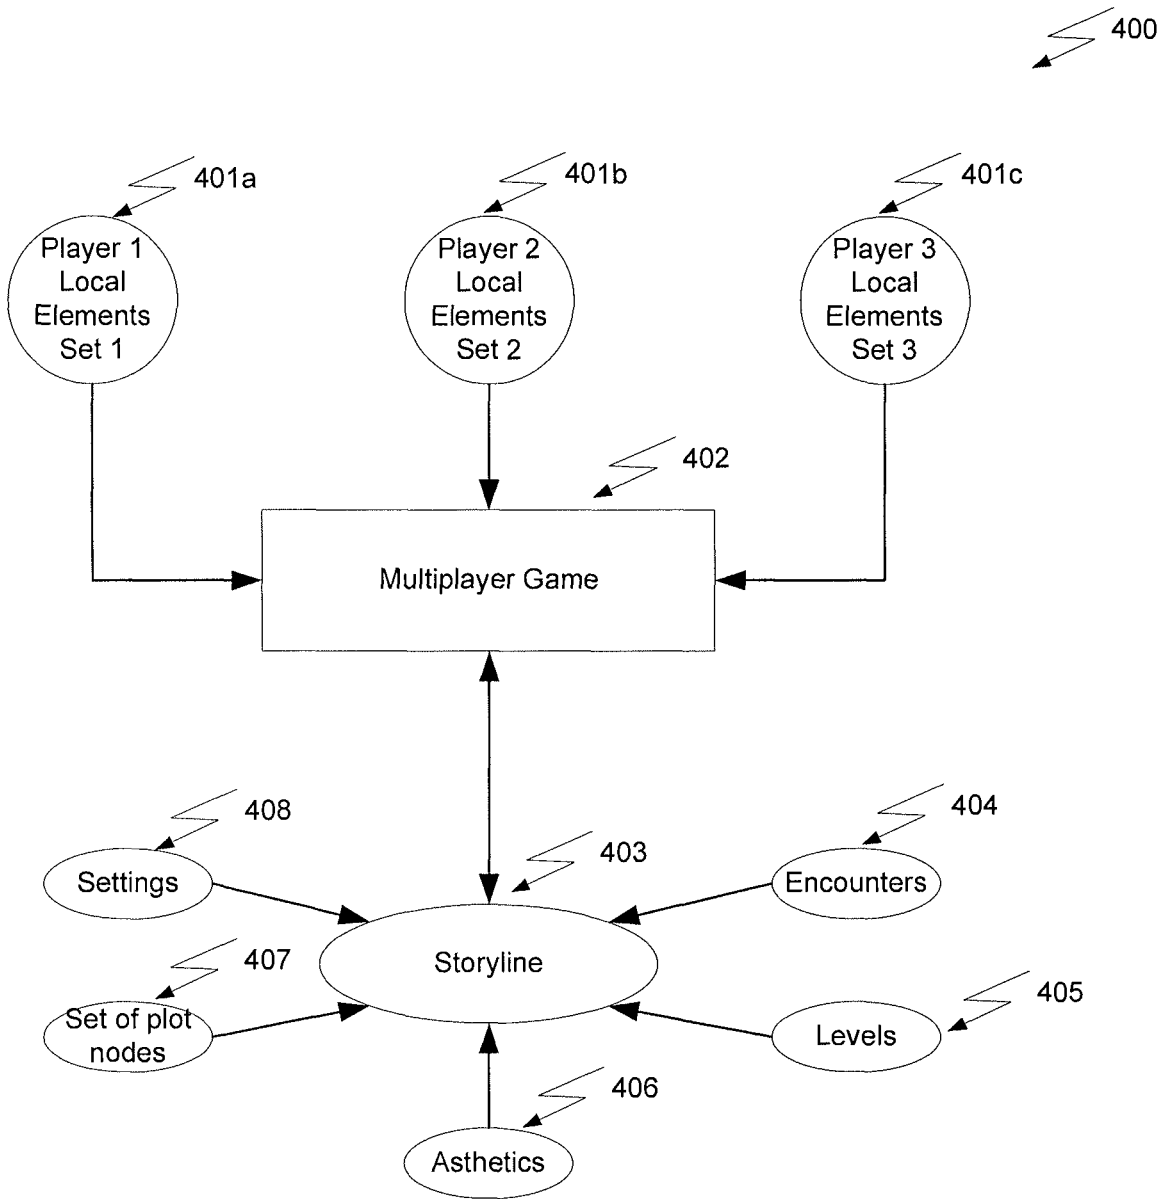 400
401a
401b
401c
Player 1
Local
Elements
Set 1
Player 2
Local
Elements
Set 2
Player 3
Local
Elements
Set 3
402
Multiplayer Game
408
404
403
Settings
Encounters
Storyline
407
405
Set of plot
nodes
Levels
406
Asthetics